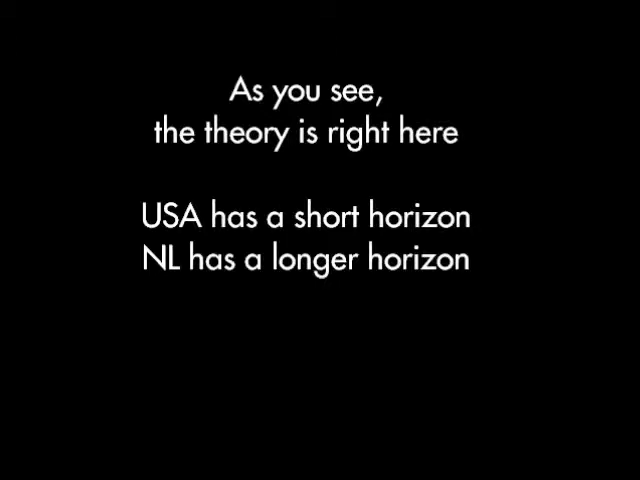 As you see,
the theory is right here
USA has a short horizon
NL has a longer horizon